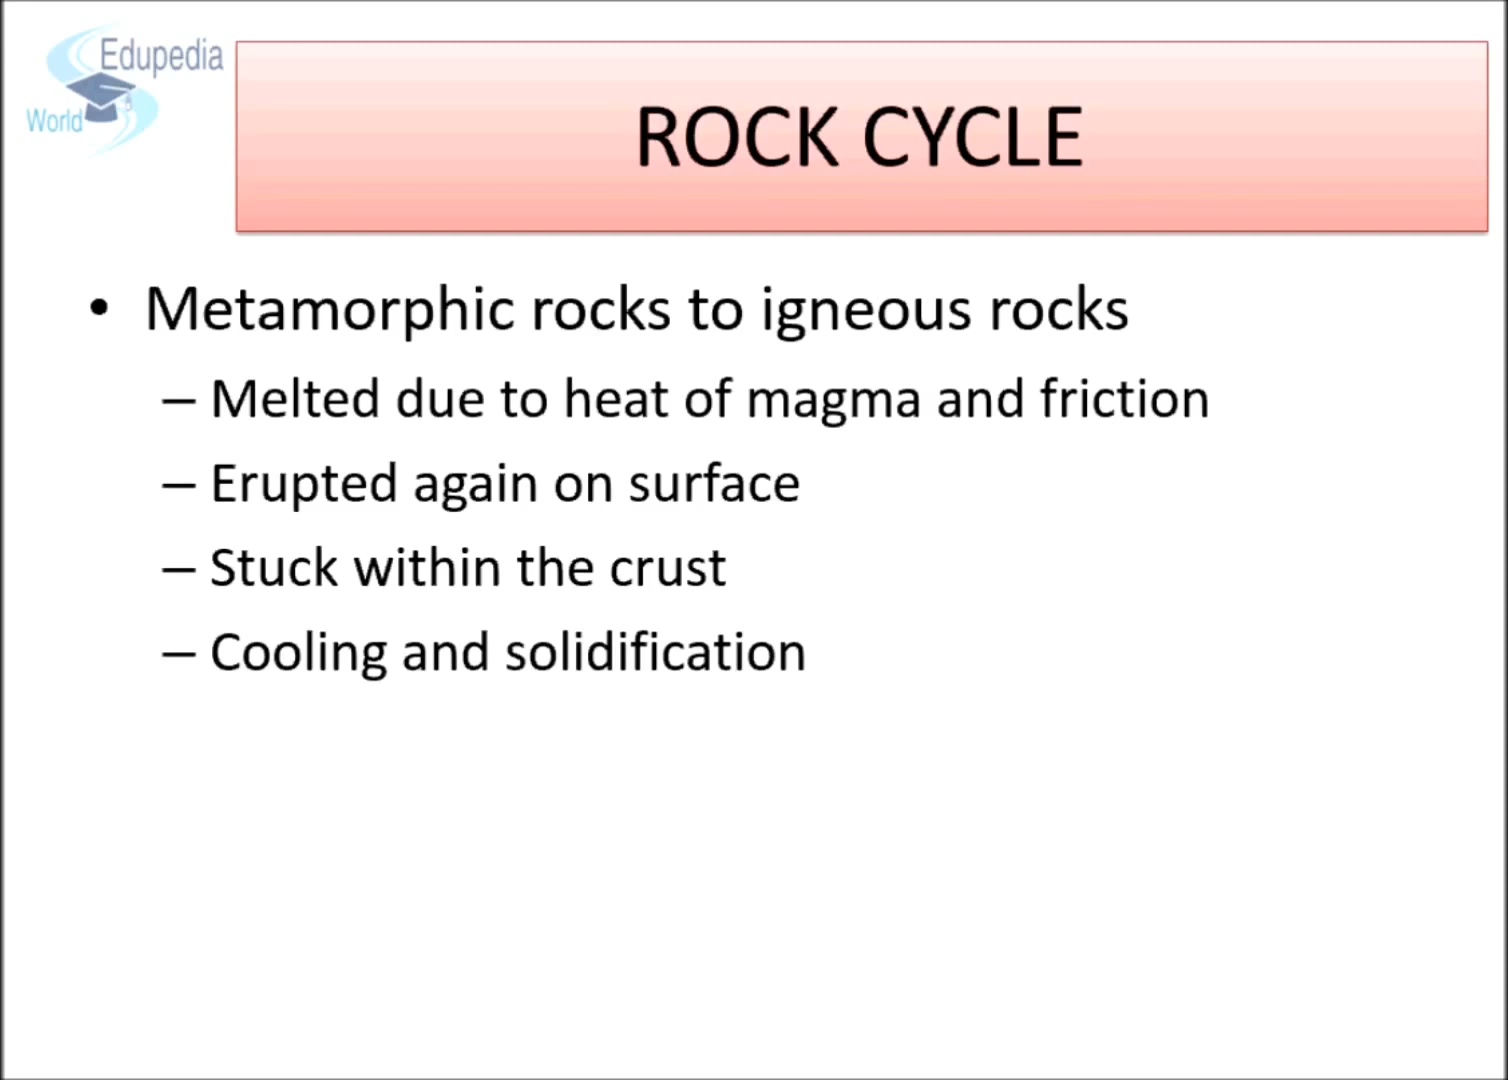 Edupedia
World
ROCK CYCLE
• Metamorphic rocks to igneous rocks
– Melted due to heat of magma and friction
– Erupted again on surface
– Stuck within the crust
– Cooling and solidification